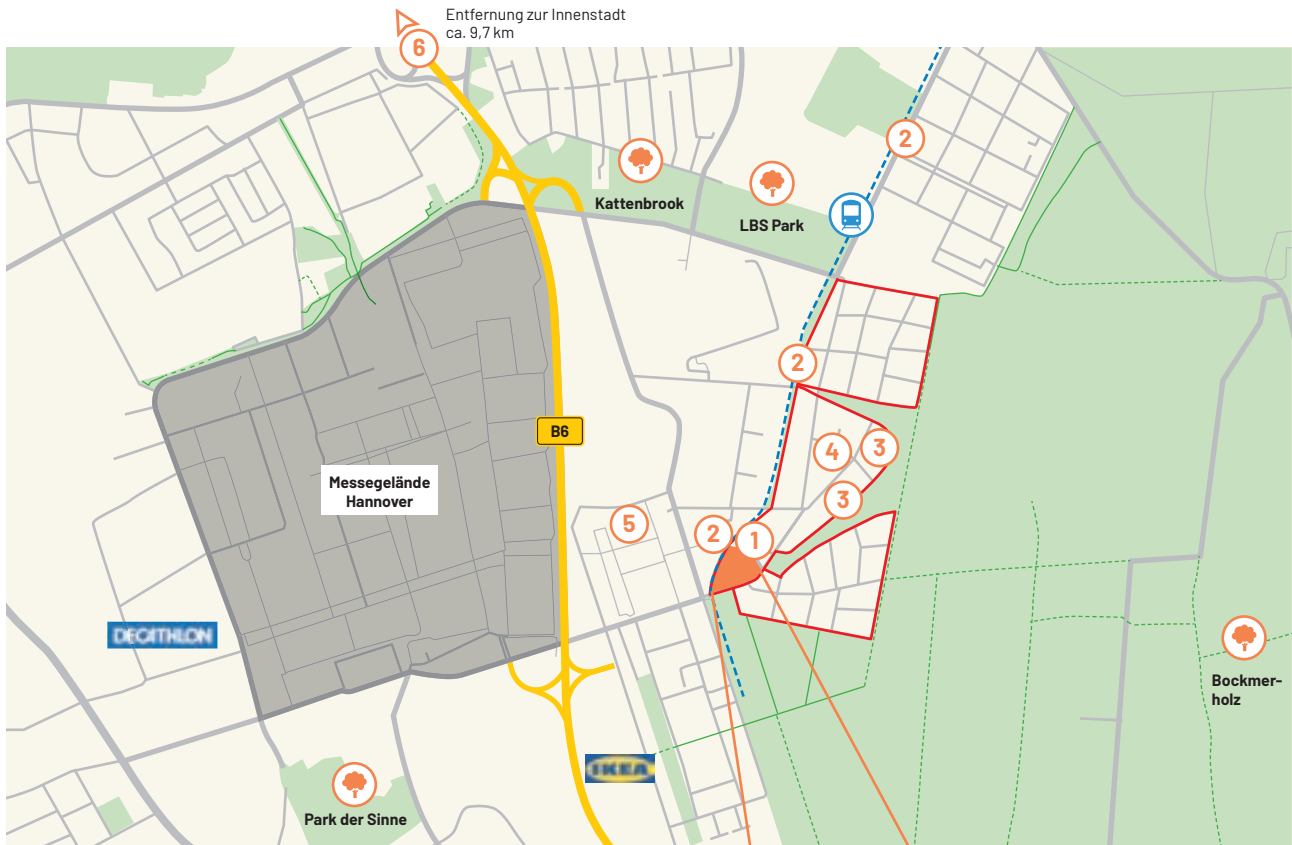 Entfernung zur Innenstadt
ca. 9,7 km
6
2
Kattenbrook
LBS Park
2
B6
4
3
Messegelände
Hannover
3
5
2
1
DECATHLON
Bockmer-
holz
IKEA
Park der Sinne